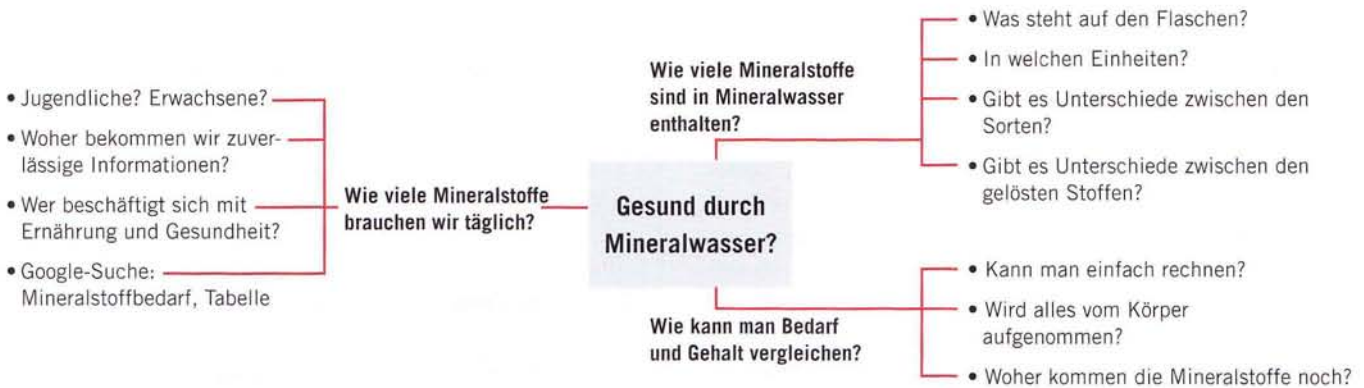 Gesund durch
Mineralwasser?
Wie viele Mineralstoffe
brauchen wir täglich?
• Jugendliche? Erwachsene?
• Woher bekommen wir zuver-
lässige Informationen?
• Wer beschäftigt sich mit
Ernährung und Gesundheit?
• Google-Suche:
Mineralstoffbedarf, Tabelle
Wie viele Mineralstoffe
sind in Mineralwasser
enthalten?
• Was steht auf den Flaschen?
• In welchen Einheiten?
• Gibt es Unterschiede zwischen den
Sorten?
• Gibt es Unterschiede zwischen den
gelösten Stoffen?
Wie kann man Bedarf
und Gehalt vergleichen?
• Kann man einfach rechnen?
• Wird alles vom Körper
aufgenommen?
• Woher kommen die Mineralstoffe noch?